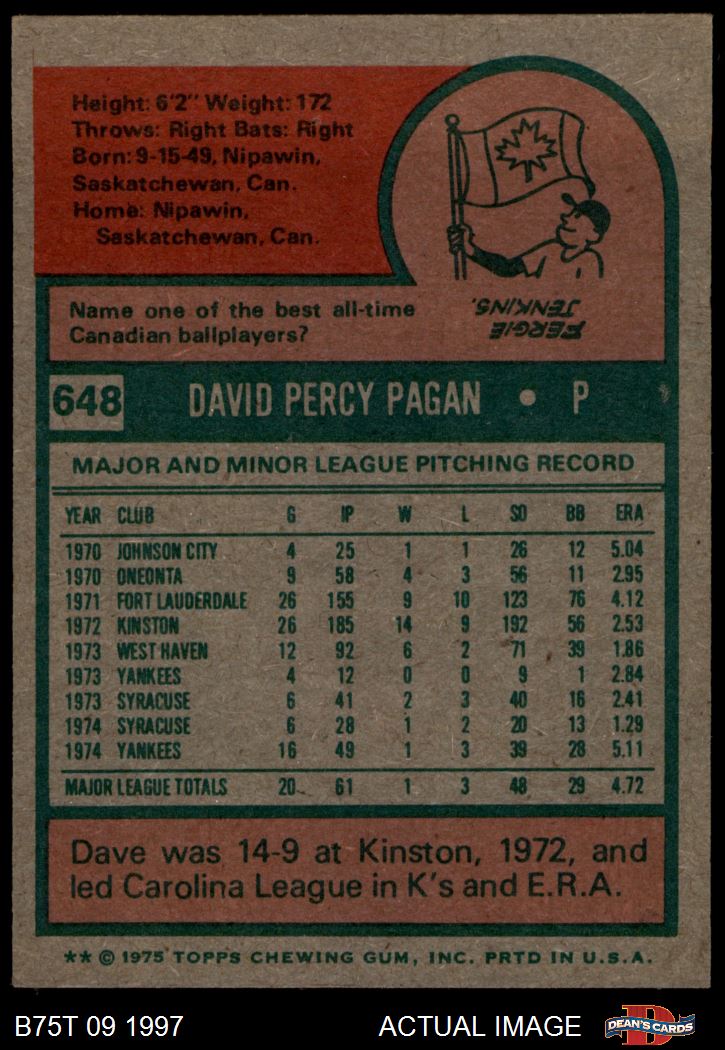 Height: 6'2" Weight: 172
Throws: Right Bats: Right
Born: 9-15-49, Nipawin,
Saskatchewan, Can.
Home: Nipawin,
Saskatchewan, Can.
Name one of the best all-time
Canadian ballplayers?
FERGIE
JENKINS.
648 DAVID PERCY PAGAN • P
MAJOR AND MINOR LEAGUE PITCHING RECORD
YEAR CLUB G IP W L SO BB ERA
1970 JOHNSON CITY 4 25 1 1 26 12 5.04
1970 ONEONTA 9 58 4 3 56 11 2.95
1971 FORT LAUDERDALE 26 155 9 10 123 76 4.12
1972 KINSTON 26 185 14 9 192 56 2.53
1973 WEST HAVEN 12 92 6 2 71 39 1.86
1973 YANKEES 4 12 0 0 9 1 2.84
1973 SYRACUSE 6 41 2 3 40 16 2.41
1974 SYRACUSE 6 28 1 2 20 13 1.29
1974 YANKEES 16 49 1 3 39 28 5.11
MAJOR LEAGUE TOTALS 20 61 1 3 48 29 4.72
Dave was 14-9 at Kinston, 1972, and
led Carolina League in K's and E.R.A.
** © 1975 TOPPS CHEWING GUM, INC. PRTD IN U.S.A.
B75T 09 1997 ACTUAL IMAGE D DEAN'S CARDS